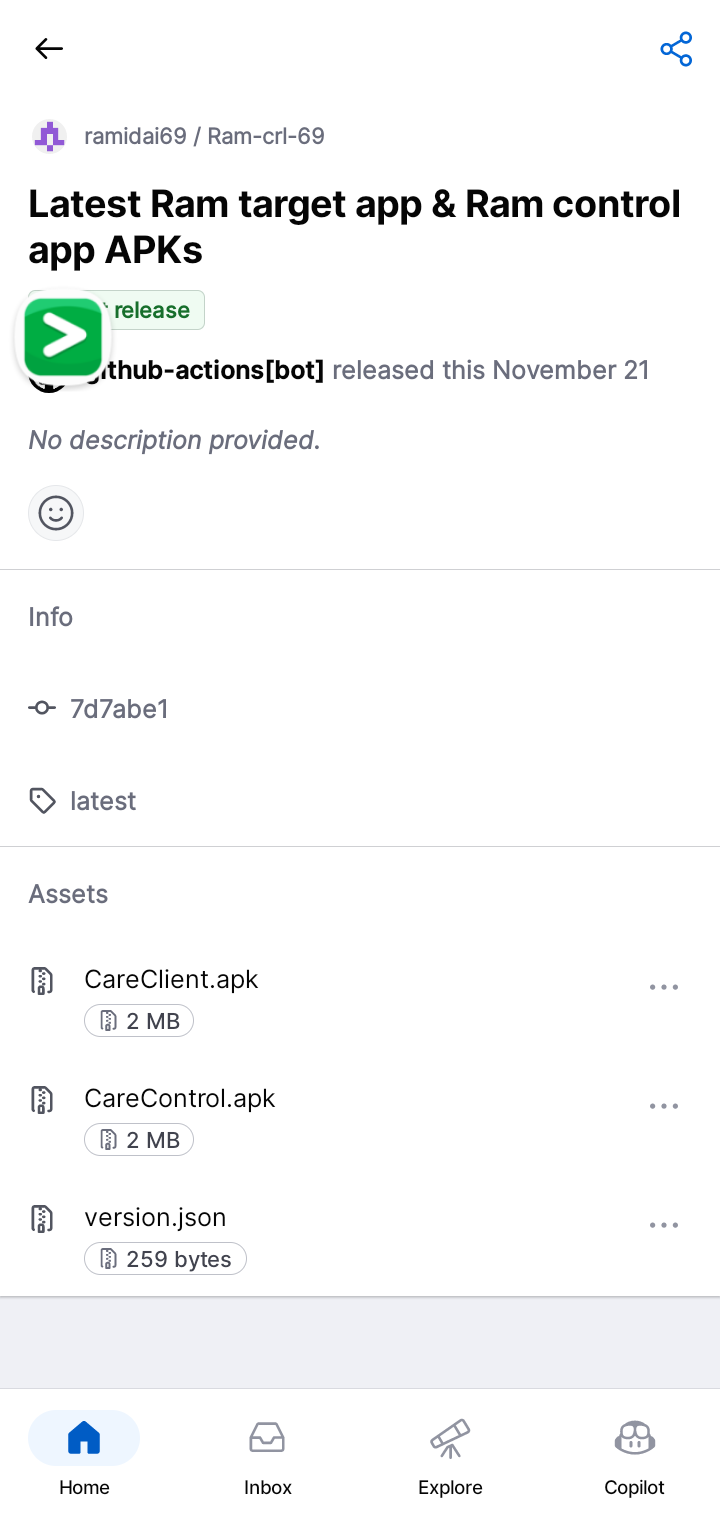 ramidai69 / Ram-crl-69
Latest Ram target app & Ram control
app APKs
release
github-actions[bot] released this November 21
No description provided.
Info
7d7abe1
latest
Assets
CareClient.apk
2 MB
CareControl.apk
2 MB
version.json
259 bytes
Home
Inbox
Explore
Copilot